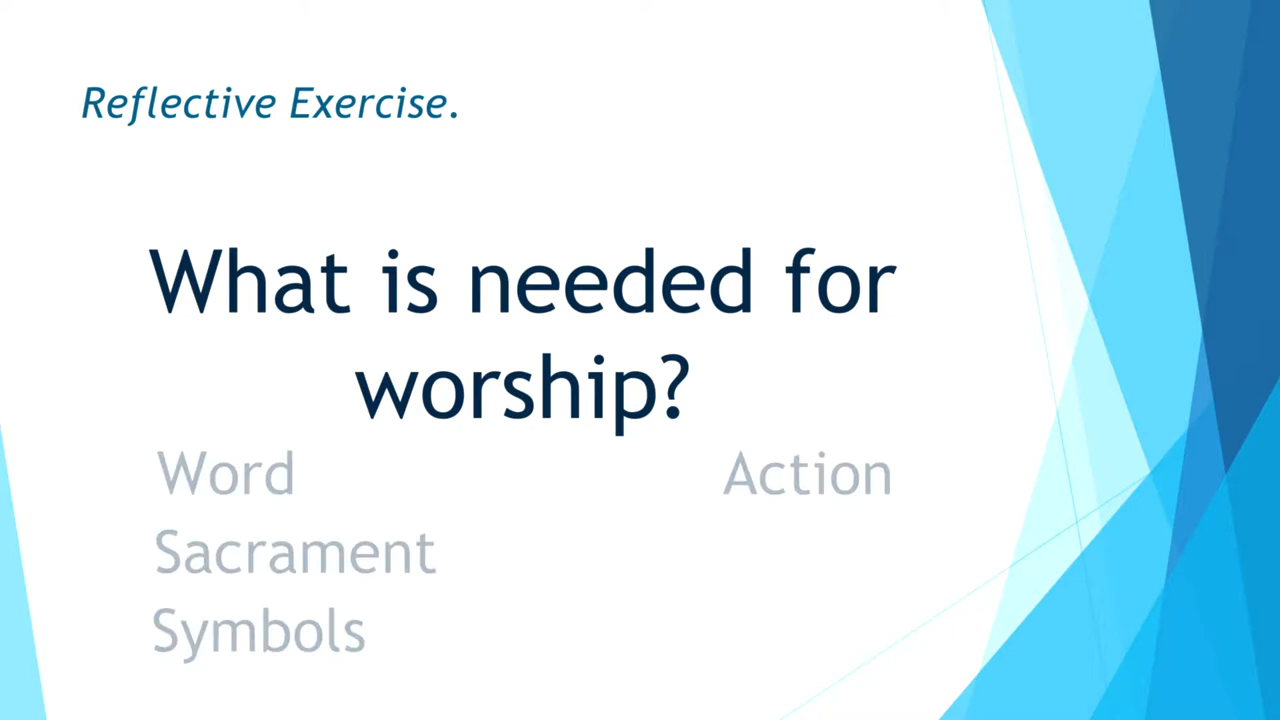 Reflective Exercise.
What is needed for
worship?
Word
Action
Sacrament
Symbols